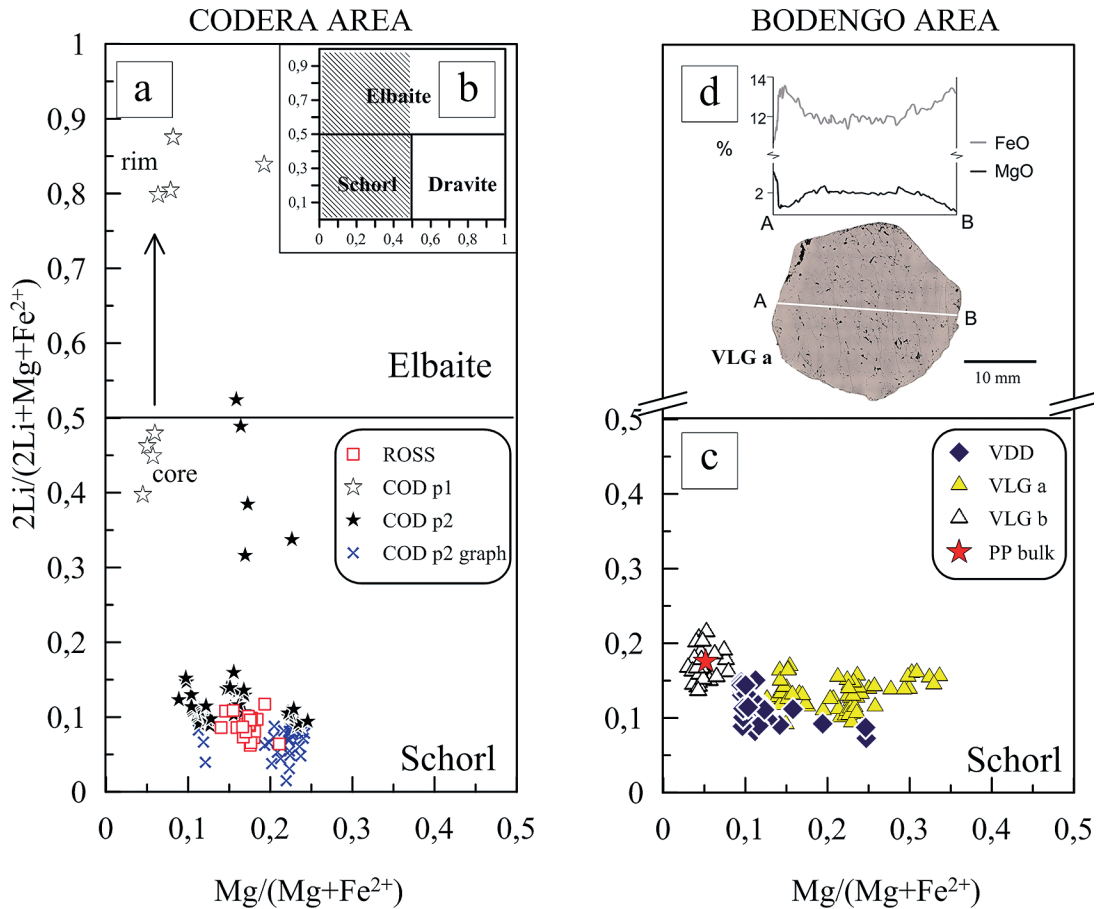 CODERA AREA
a
1
0,9
0,8
0,7
0,6
0,5
0,4
0,3
0,2
0,1
0
2Li/(2Li+Mg+Fe²⁺)
rim
core
Elbaite
Schorl
b
0,9
0,7
0,5
0,3
0,1
Elbaite
Schorl
Dravite
0 0,2 0,4 0,6 0,8 1
ROSS
COD p1
COD p2
COD p2 graph
0 0,1 0,2 0,3 0,4 0,5
Mg/(Mg+Fe²⁺)
BODENGO AREA
d
14
12
%
2
FeO
MgO
A B
A
B
VLG a
10 mm
c
0,5
0,4
0,3
0,5
0,2
0,1
0
VDD
VLG a
VLG b
PP bulk
Schorl
0 0,1 0,2 0,3 0,4 0,5
Mg/(Mg+Fe²⁺)